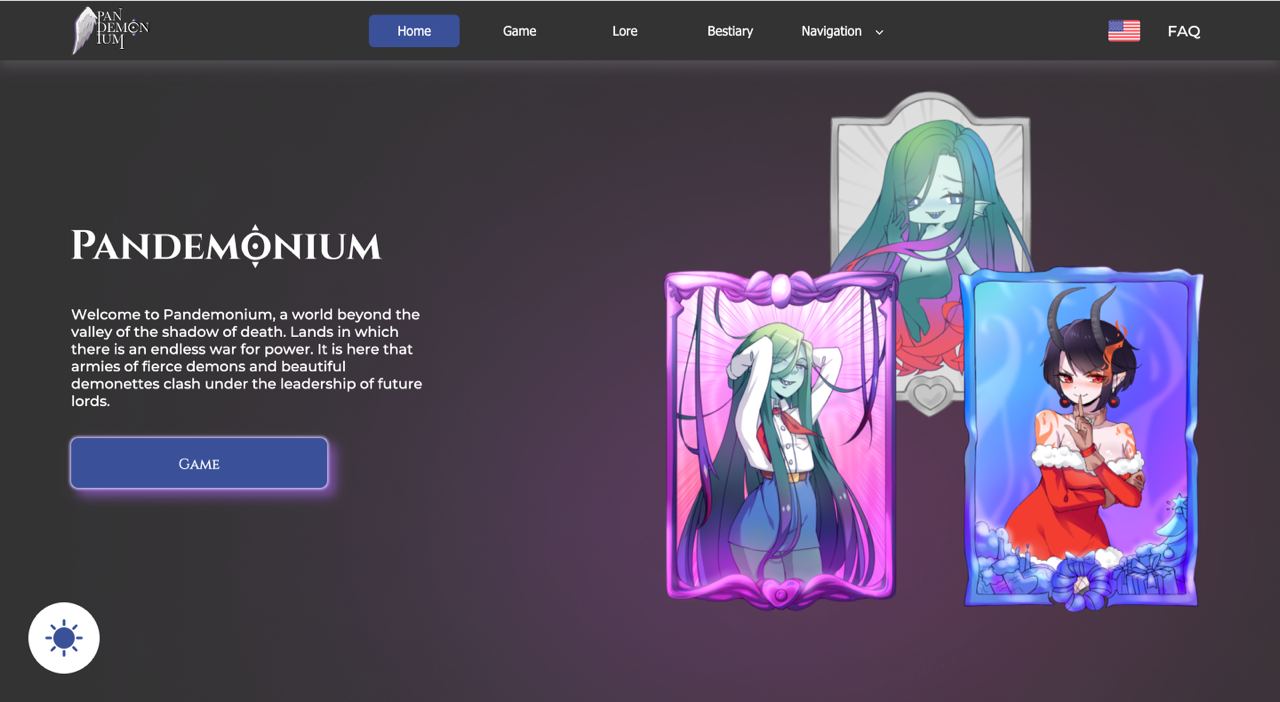 PAN
DEMON
IUM
Home
Game
Lore
Bestiary
Navigation
FAQ
PANDEMONIUM
Welcome to Pandemonium, a world beyond the
valley of the shadow of death. Lands in which
there is an endless war for power. It is here that
armies of fierce demons and beautiful
demonettes clash under the leadership of future
lords.
Game